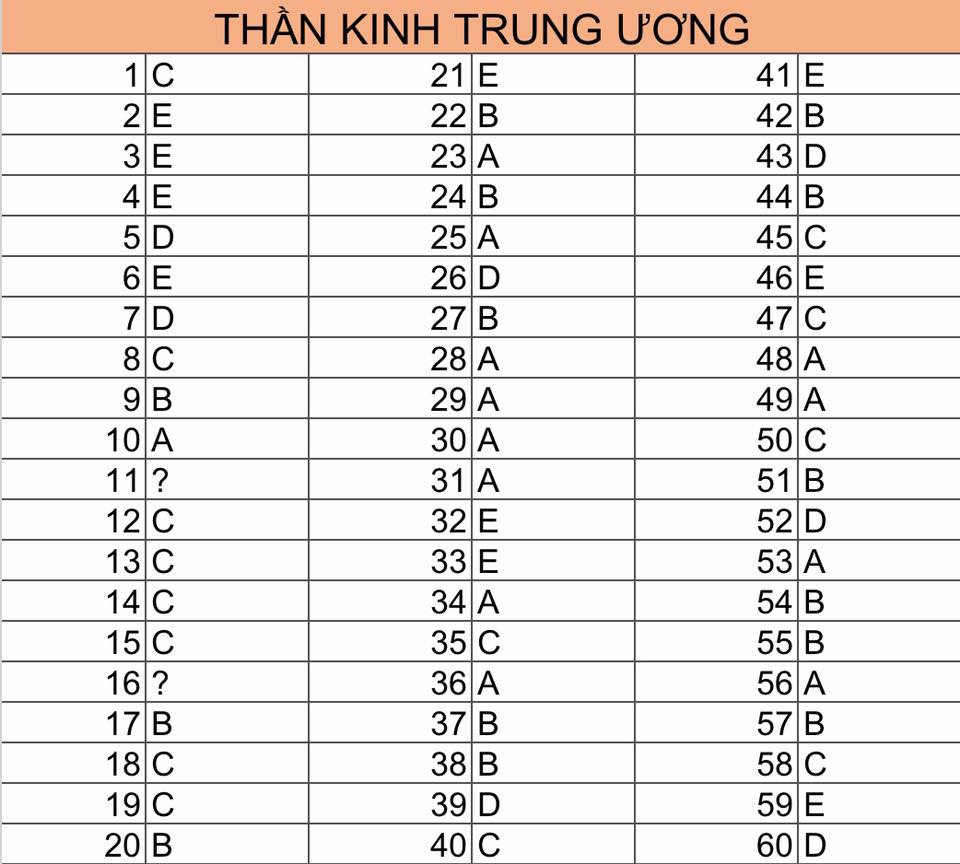 THẦN KINH TRUNG ƯƠNG
1 C 21 E 41 E
2 E 22 B 42 B
3 E 23 A 43 D
4 E 24 B 44 B
5 D 25 A 45 C
6 E 26 D 46 E
7 D 27 B 47 C
8 C 28 A 48 A
9 B 29 A 49 A
10 A 30 A 50 C
11 ? 31 A 51 B
12 C 32 E 52 D
13 C 33 E 53 A
14 C 34 A 54 B
15 C 35 C 55 B
16 ? 36 A 56 A
17 B 37 B 57 B
18 C 38 B 58 C
19 C 39 D 59 E
20 B 40 C 60 D